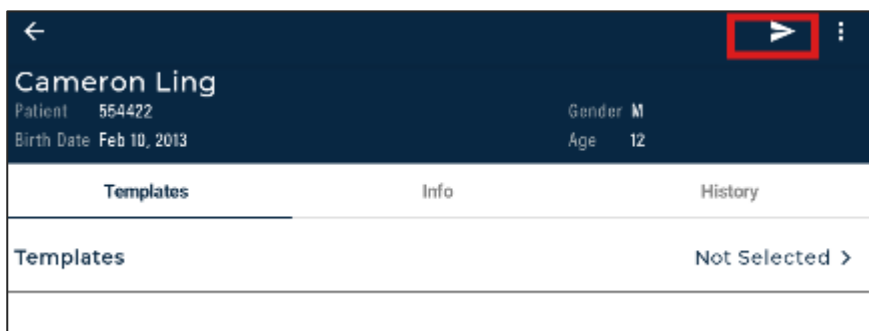 Cameron Ling
Patient 554422 Gender M
Birth Date Feb 10, 2013 Age 12
Templates Info History
Templates Not Selected